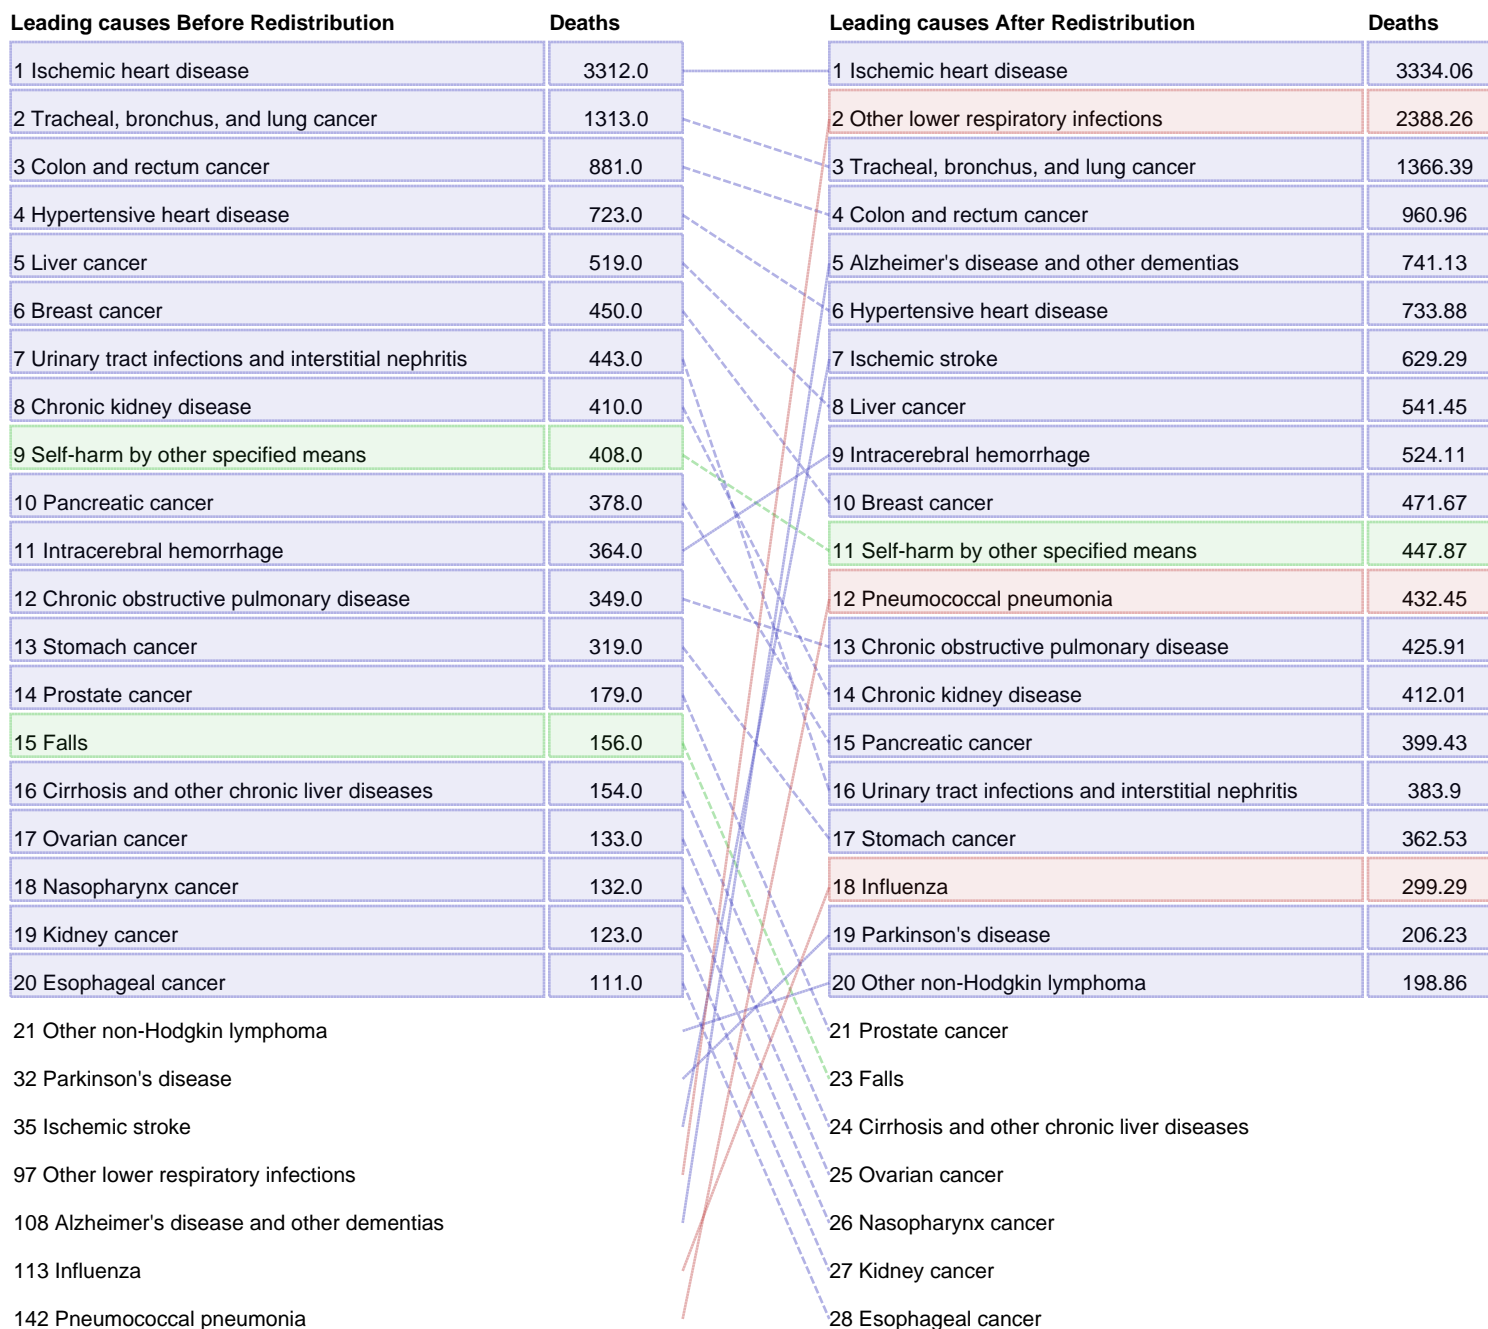 Leading causes Before Redistribution Deaths Leading causes After Redistribution Deaths
1 Ischemic heart disease 3312.0 1 Ischemic heart disease 3334.06
2 Tracheal, bronchus, and lung cancer 1313.0 2 Other lower respiratory infections 2388.26
3 Colon and rectum cancer 881.0 3 Tracheal, bronchus, and lung cancer 1366.39
4 Hypertensive heart disease 723.0 4 Colon and rectum cancer 960.96
5 Liver cancer 519.0 5 Alzheimer's disease and other dementias 741.13
6 Breast cancer 450.0 6 Hypertensive heart disease 733.88
7 Urinary tract infections and interstitial nephritis 443.0 7 Ischemic stroke 629.29
8 Chronic kidney disease 410.0 8 Liver cancer 541.45
9 Self-harm by other specified means 408.0 9 Intracerebral hemorrhage 524.11
10 Pancreatic cancer 378.0 10 Breast cancer 471.67
11 Intracerebral hemorrhage 364.0 11 Self-harm by other specified means 447.87
12 Chronic obstructive pulmonary disease 349.0 12 Pneumococcal pneumonia 432.45
13 Stomach cancer 319.0 13 Chronic obstructive pulmonary disease 425.91
14 Prostate cancer 179.0 14 Chronic kidney disease 412.01
15 Falls 156.0 15 Pancreatic cancer 399.43
16 Cirrhosis and other chronic liver diseases 154.0 16 Urinary tract infections and interstitial nephritis 383.9
17 Ovarian cancer 133.0 17 Stomach cancer 362.53
18 Nasopharynx cancer 132.0 18 Influenza 299.29
19 Kidney cancer 123.0 19 Parkinson's disease 206.23
20 Esophageal cancer 111.0 20 Other non-Hodgkin lymphoma 198.86
21 Other non-Hodgkin lymphoma 21 Prostate cancer
32 Parkinson's disease 23 Falls
35 Ischemic stroke 24 Cirrhosis and other chronic liver diseases
97 Other lower respiratory infections 25 Ovarian cancer
108 Alzheimer's disease and other dementias 26 Nasopharynx cancer
113 Influenza 27 Kidney cancer
142 Pneumococcal pneumonia 28 Esophageal cancer